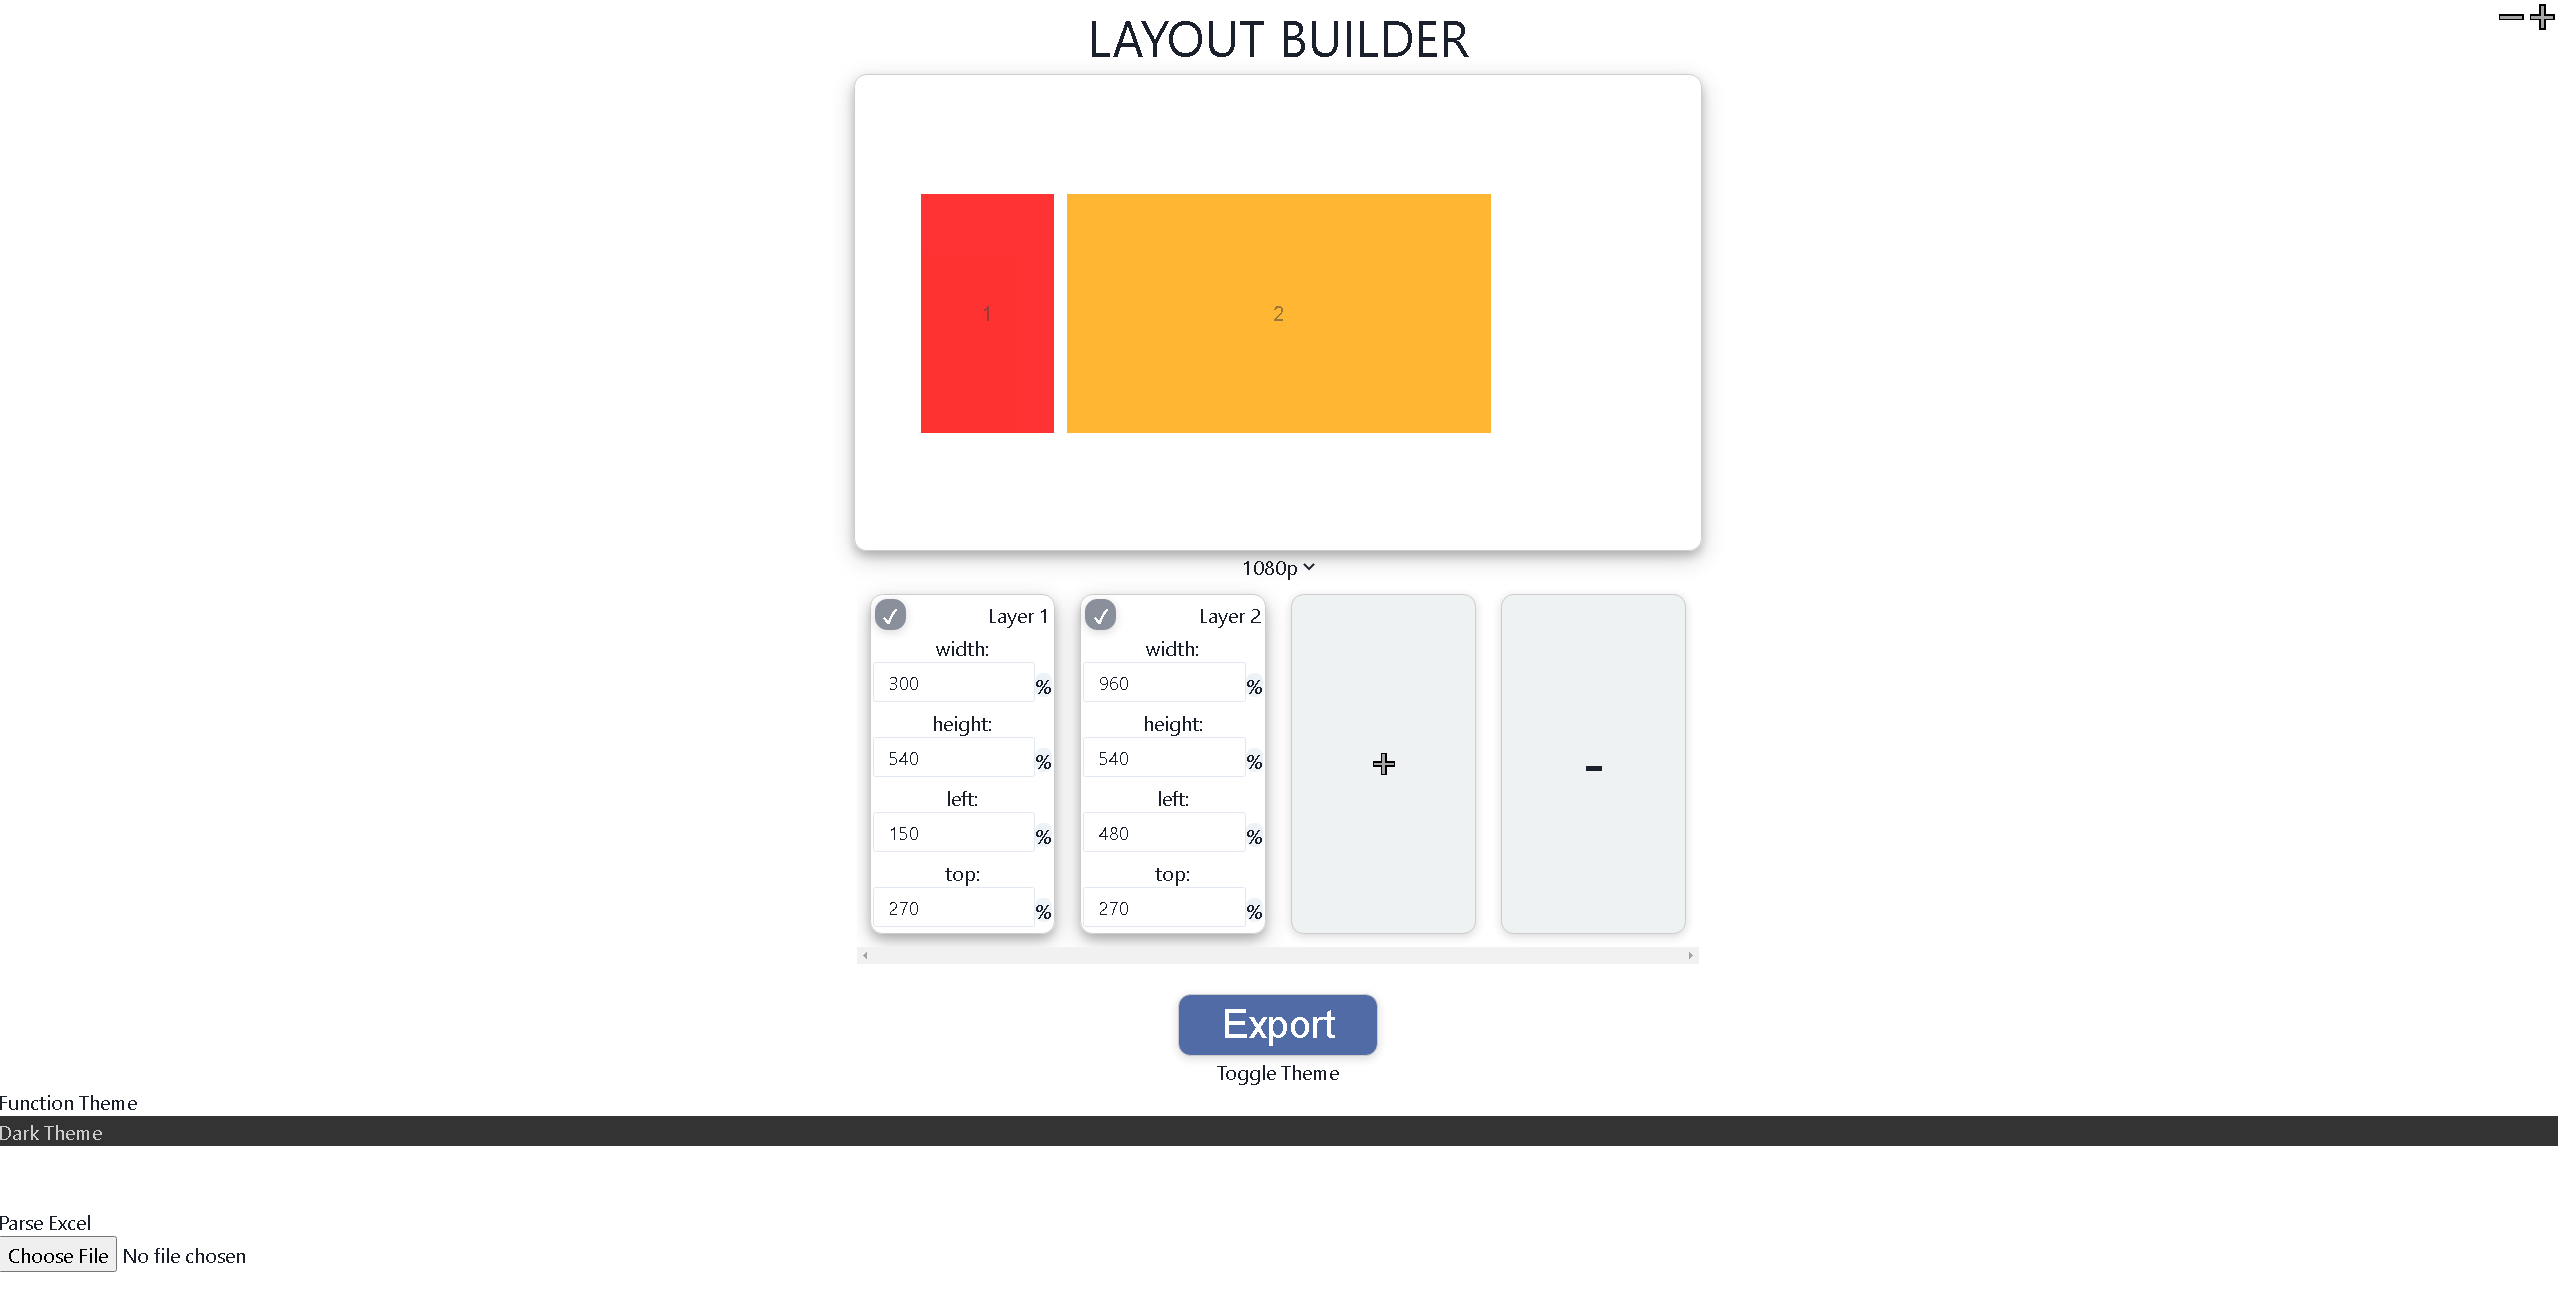 LAYOUT BUILDER
1
2
1080p
Layer 1
width:
300 %
height:
540 %
left:
150 %
top:
270 %
Layer 2
width:
960 %
height:
540 %
left:
480 %
top:
270 %
+
-
Export
Toggle Theme
Function Theme
Dark Theme
Parse Excel
Choose File No file chosen